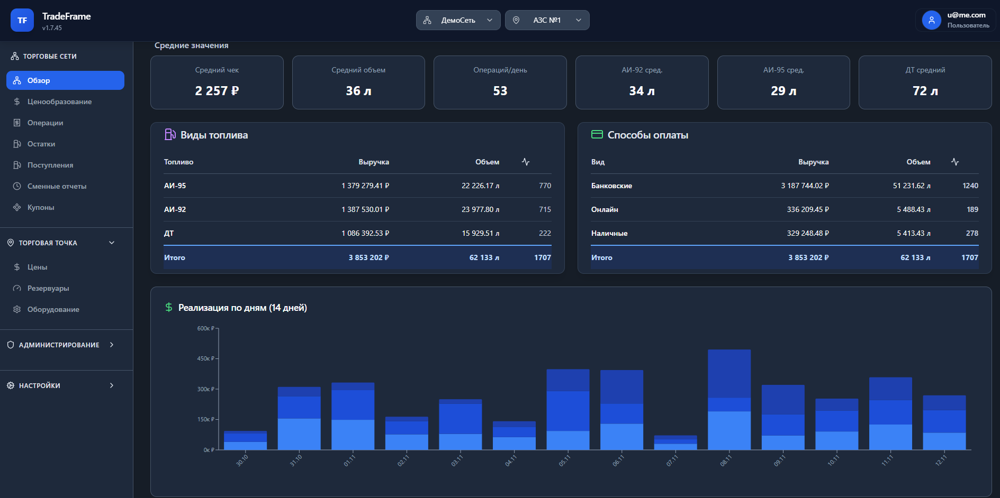 TF
TradeFrame
v1.7.45
ДемоСеть
АЗС №1
u@me.com
Пользователь
ТОРГОВЫЕ СЕТИ
Обзор
Ценообразование
Операции
Остатки
Поступления
Сменные отчеты
Купоны
ТОРГОВАЯ ТОЧКА
Цены
Резервуары
Оборудование
АДМИНИСТРИРОВАНИЕ
НАСТРОЙКИ
Средние значения
Средний чек
2 257 ₽
Средний объем
36 л
Операций/день
53
АИ-92 сред.
34 л
АИ-95 сред.
29 л
ДТ средний
72 л
Виды топлива
Топливо Выручка Объем
АИ-95 1 379 279.41 ₽ 22 226.17 л 770
АИ-92 1 387 530.01 ₽ 23 977.80 л 715
ДТ 1 086 392.53 ₽ 15 929.51 л 222
Итого 3 853 202 ₽ 62 133 л 1707
Способы оплаты
Вид Выручка Объем
Банковские 3 187 744.02 ₽ 51 231.62 л 1240
Онлайн 336 209.45 ₽ 5 488.43 л 189
Наличные 329 248.48 ₽ 5 413.43 л 278
Итого 3 853 202 ₽ 62 133 л 1707
Реализация по дням (14 дней)
600к ₽
450к ₽
300к ₽
150к ₽
0к ₽
30.10 31.10 01.11 02.11 03.11 04.11 05.11 06.11 07.11 08.11 09.11 10.11 11.11 12.11